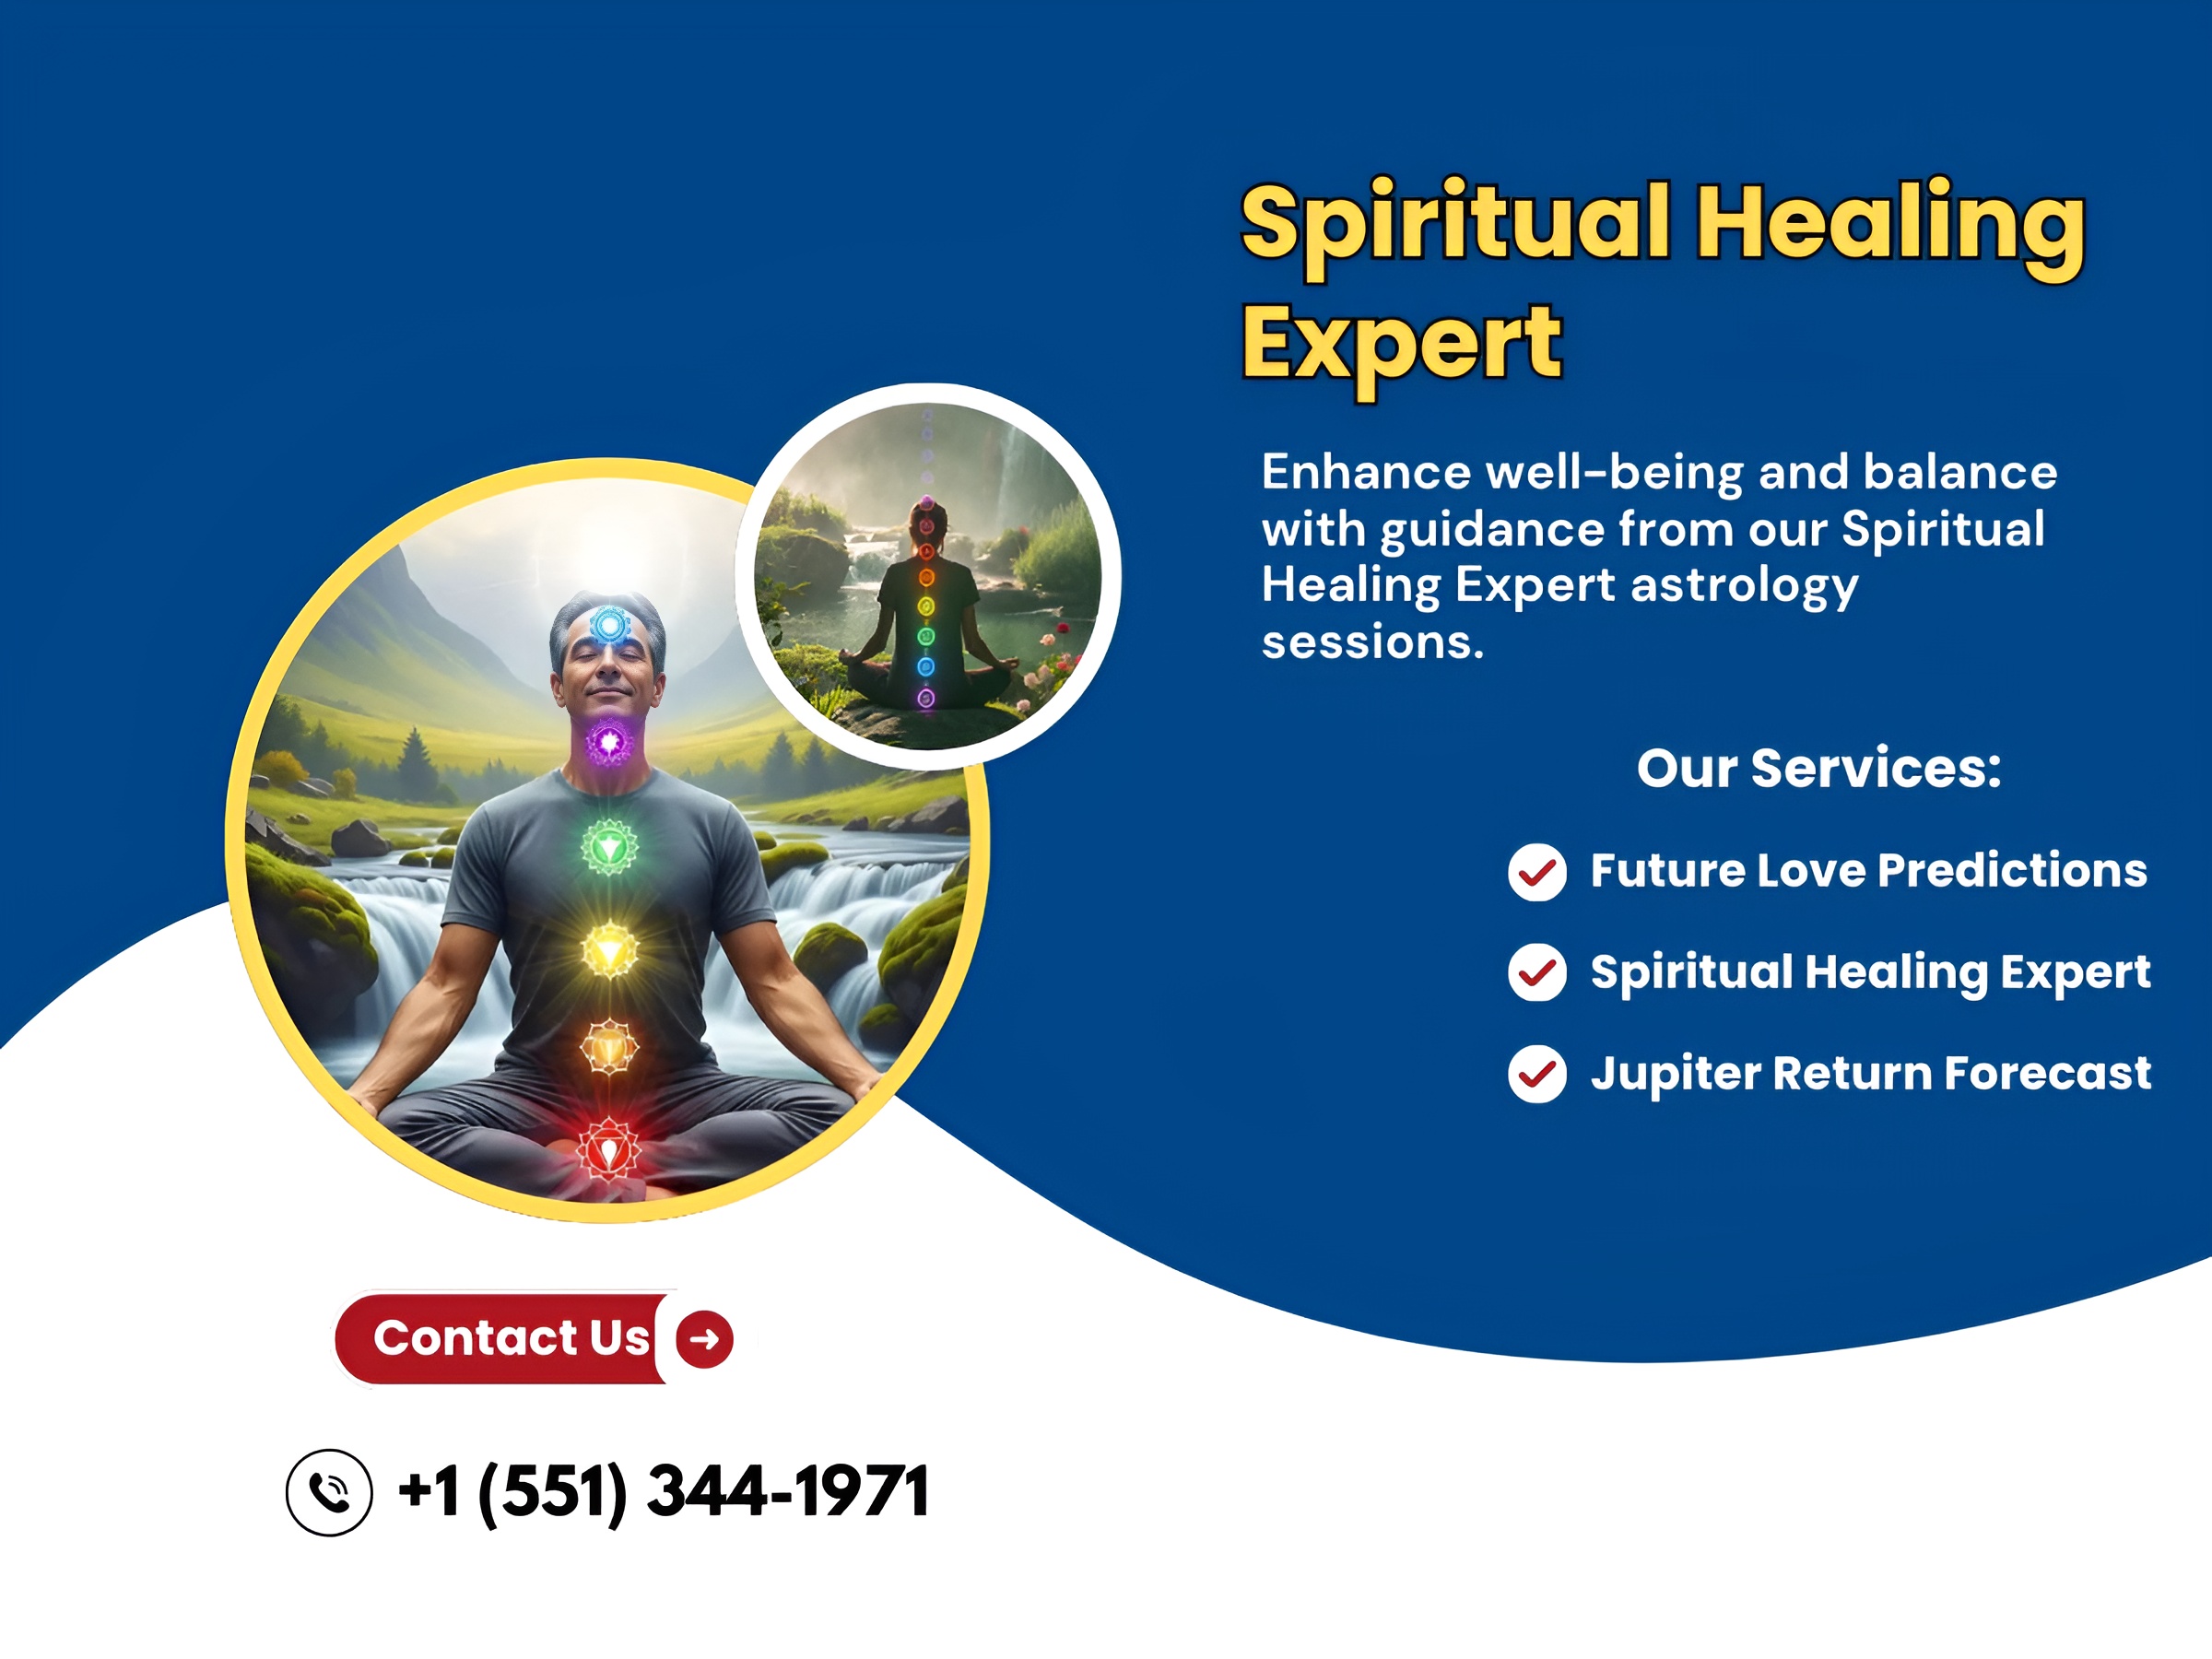 Spiritual Healing
Expert
Enhance well-being and balance
with guidance from our Spiritual
Healing Expert astrology
sessions.
Our Services:
Future Love Predictions
Spiritual Healing Expert
Jupiter Return Forecast
Contact Us
+1 (551) 344-1971